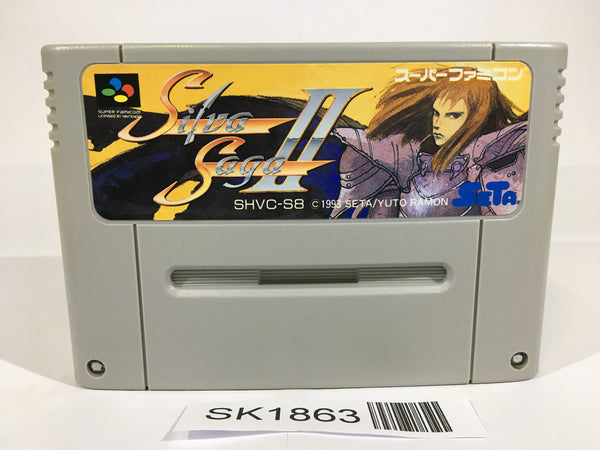 スーパーファミコン
SUPER FAMICOM
LICENSED BY NINTENDO
Silva
Saga II
SHVC-S8 © 1993 SETA/YUTO RAMON
SETA
SK1863